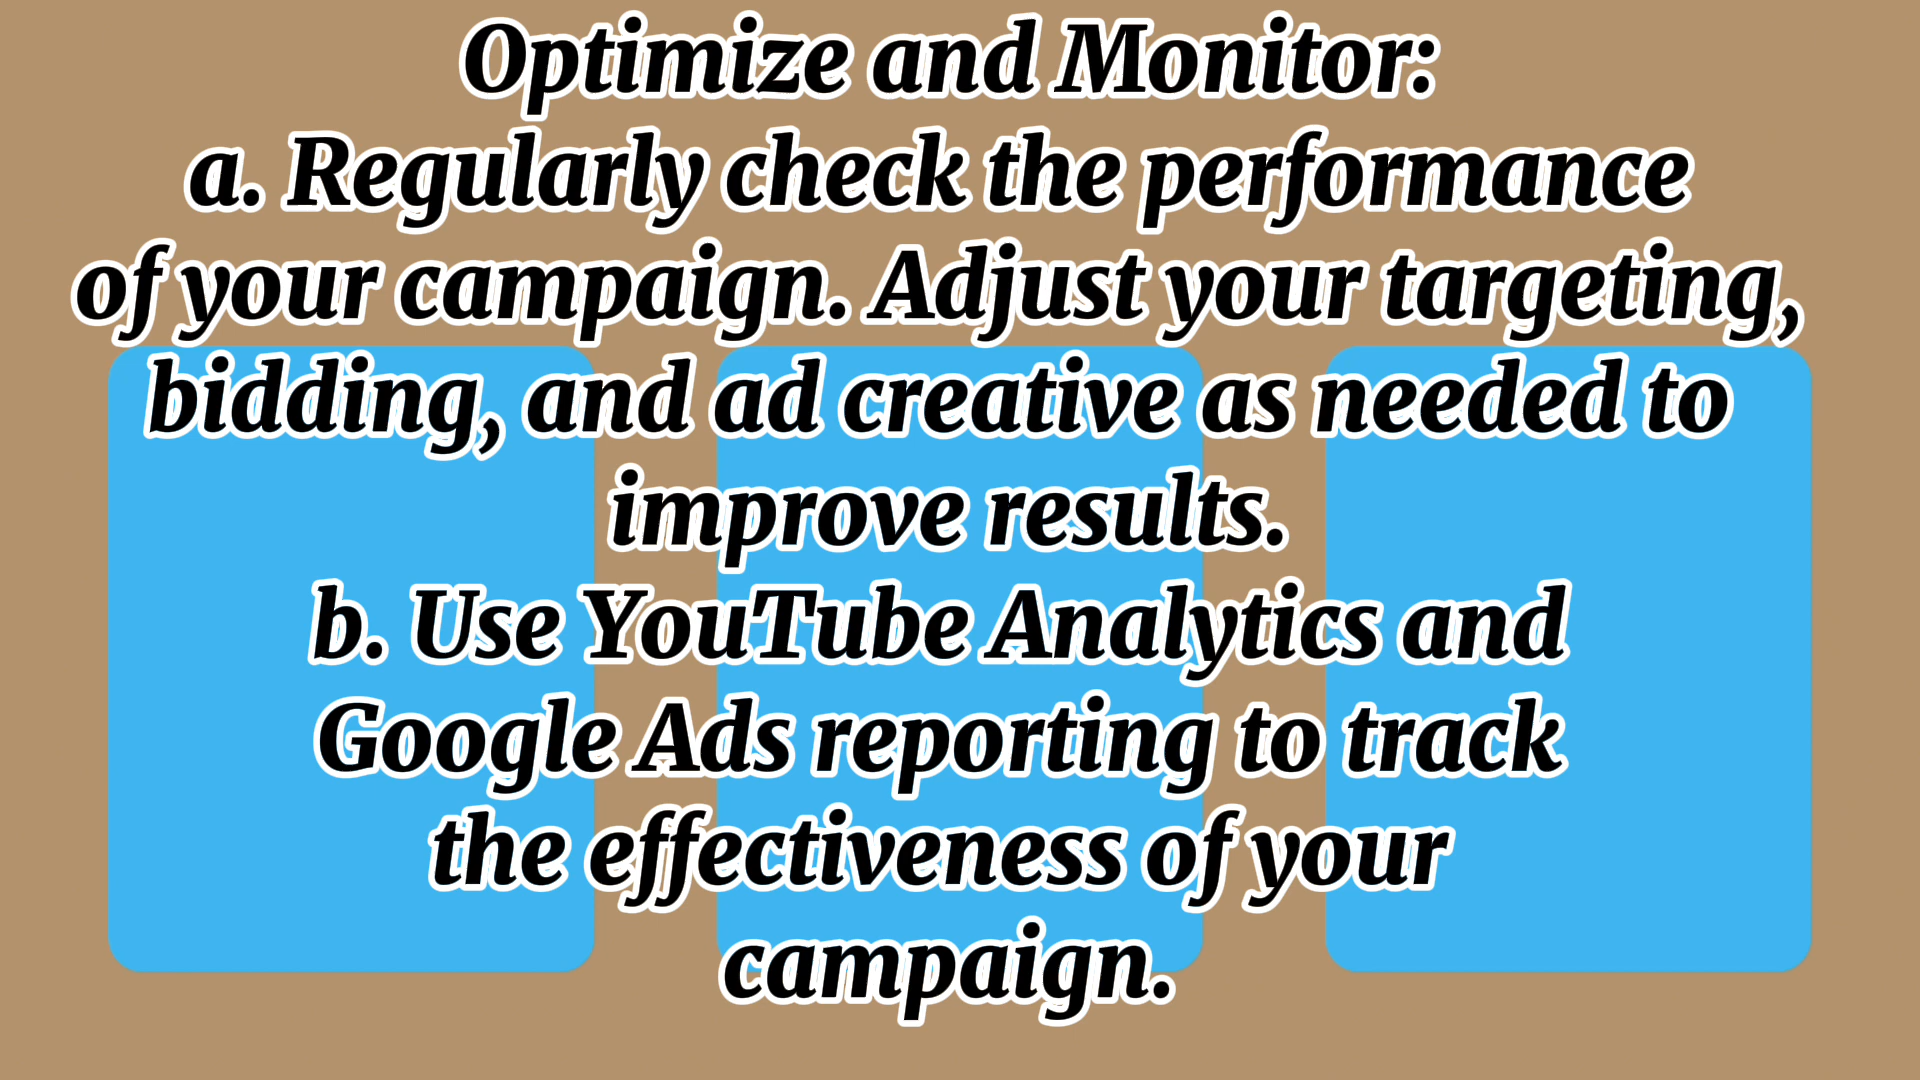 Optimize and Monitor:
a. Regularly check the performance
of your campaign. Adjust your targeting,
bidding, and ad creative as needed to
improve results.
b. Use YouTube Analytics and
Google Ads reporting to track
the effectiveness of your
campaign.